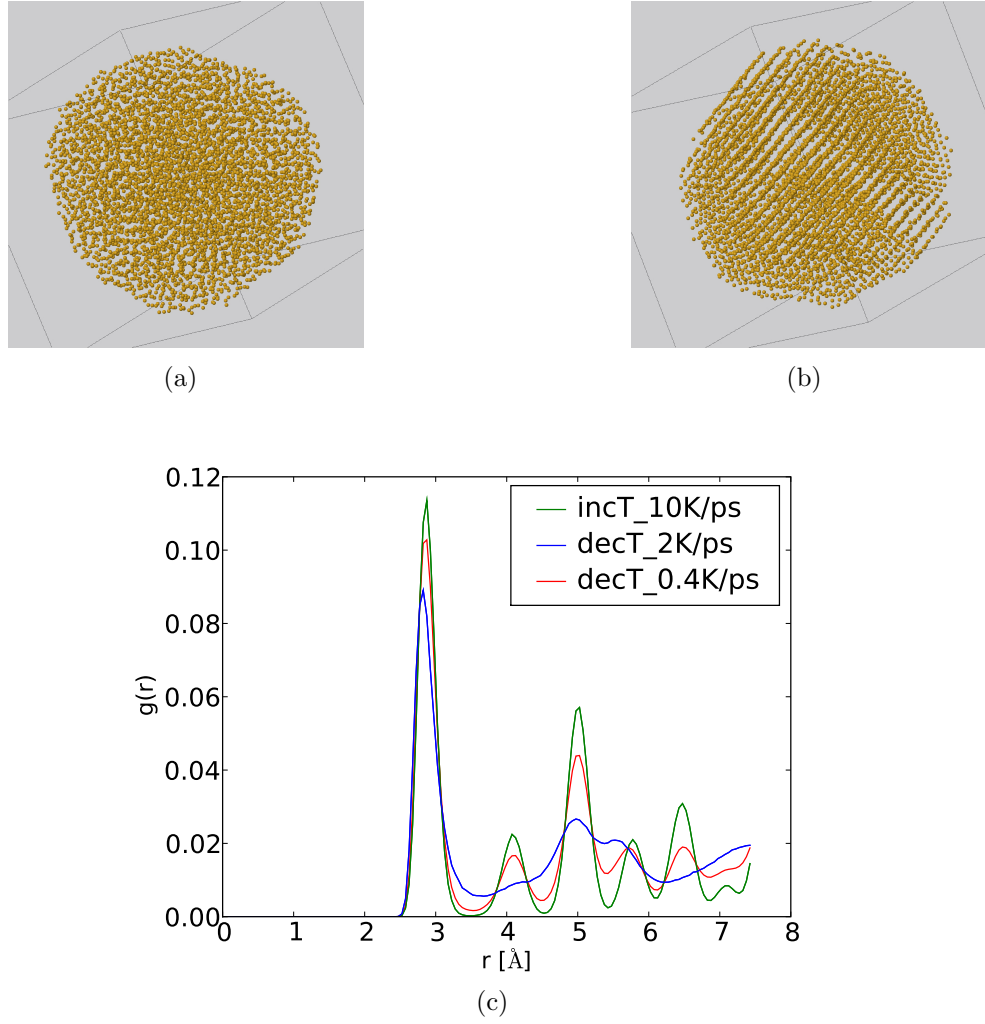 (a)
(b)
0.12
0.10
0.08
0.06
0.04
0.02
0.00
g(r)
incT_10K/ps
decT_2K/ps
decT_0.4K/ps
0 1 2 3 4 5 6 7 8
r [Å]
(c)